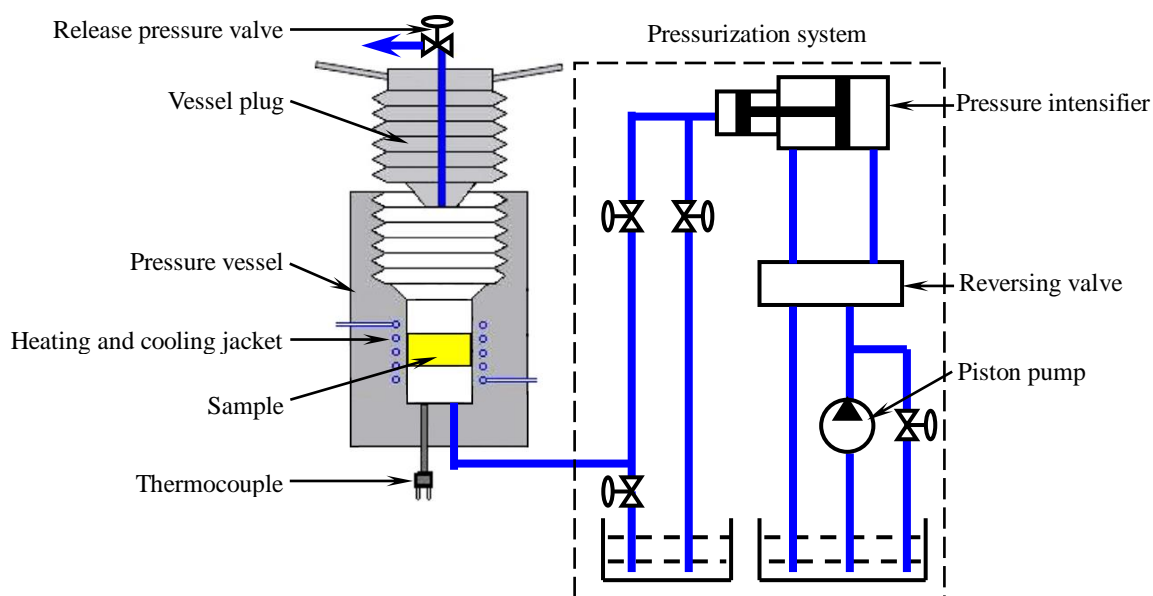 Release pressure valve
Pressurization system
Vessel plug
Pressure intensifier
Pressure vessel
Reversing valve
Heating and cooling jacket
Piston pump
Sample
Thermocouple